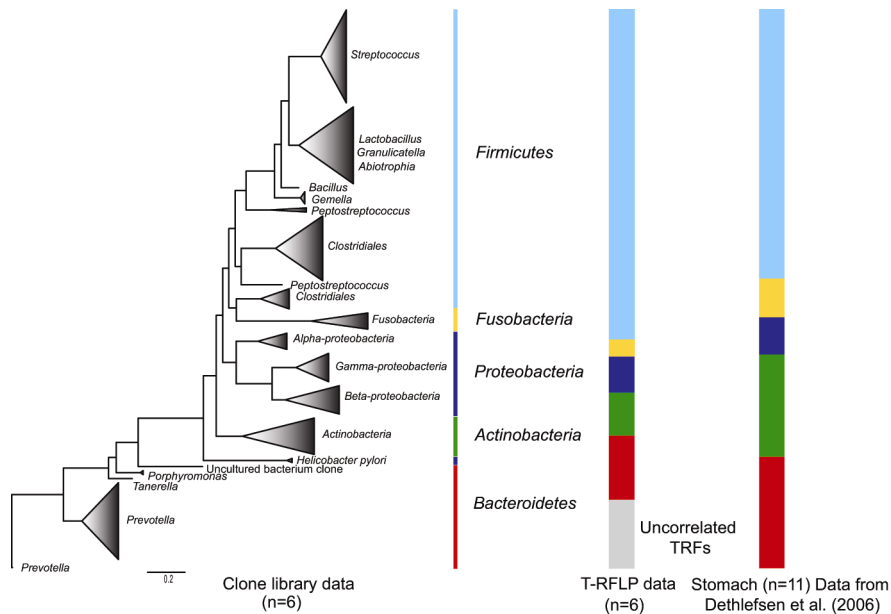 Streptococcus
Lactobacillus
Granulicatella
Abiotrophia
Firmicutes
Bacillus
Gemella
Peptostreptococcus
Clostridiales
Peptostreptococcus
Clostridiales
Fusobacteria
Fusobacteria
Alpha-proteobacteria
Gamma-proteobacteria
Proteobacteria
Beta-proteobacteria
Actinobacteria
Actinobacteria
Helicobacter pylori
Uncultured bacterium clone
Porphyromonas
Tanerella
Bacteroidetes
Prevotella
Uncorrelated
TRFs
Prevotella
0.2
Clone library data
(n=6)
T-RFLP data
(n=6)
Stomach (n=11) Data from
Dethlefsen et al. (2006)